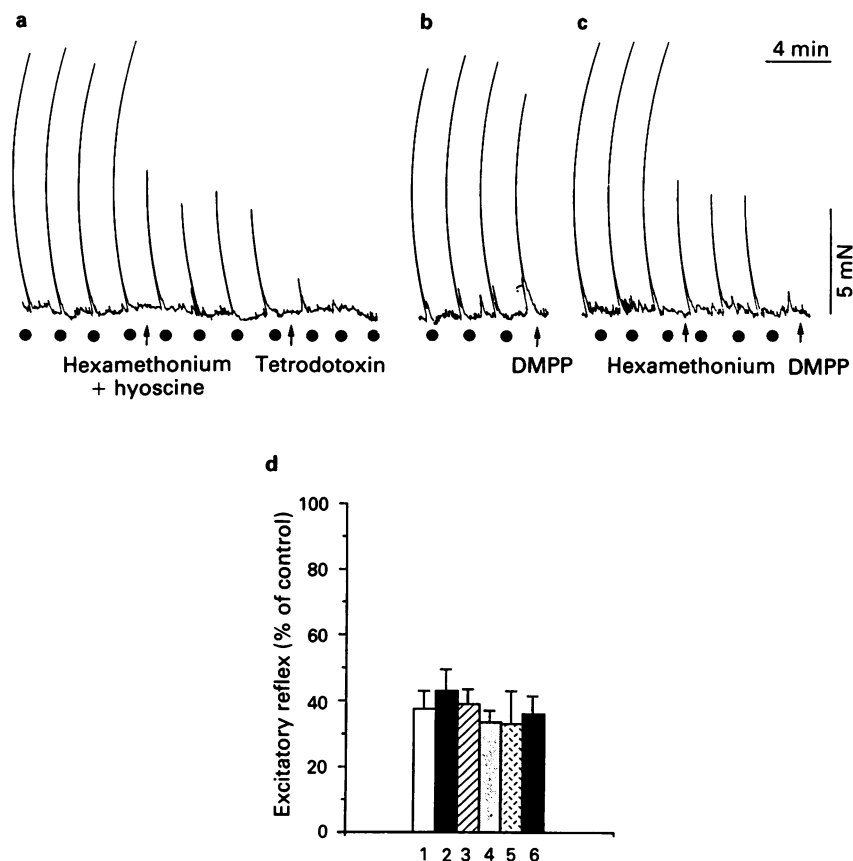 a
b
c
4 min
5 mN
Hexamethonium
+ hyoscine
Tetrodotoxin
DMPP
Hexamethonium
DMPP
d
Excitatory reflex (% of control)
100
80
60
40
20
0
1 2 3 4 5 6